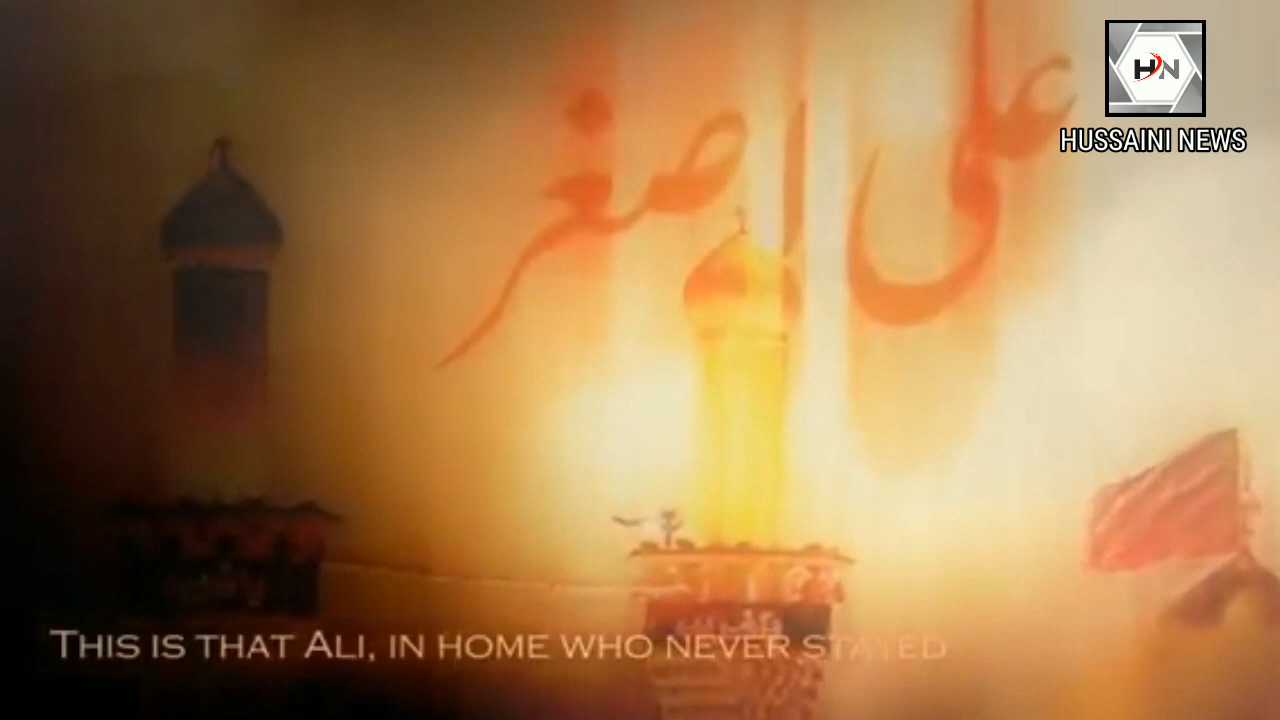 علی اصغر
HN
HUSSAINI NEWS
THIS IS THAT ALI, IN HOME WHO NEVER STAYED